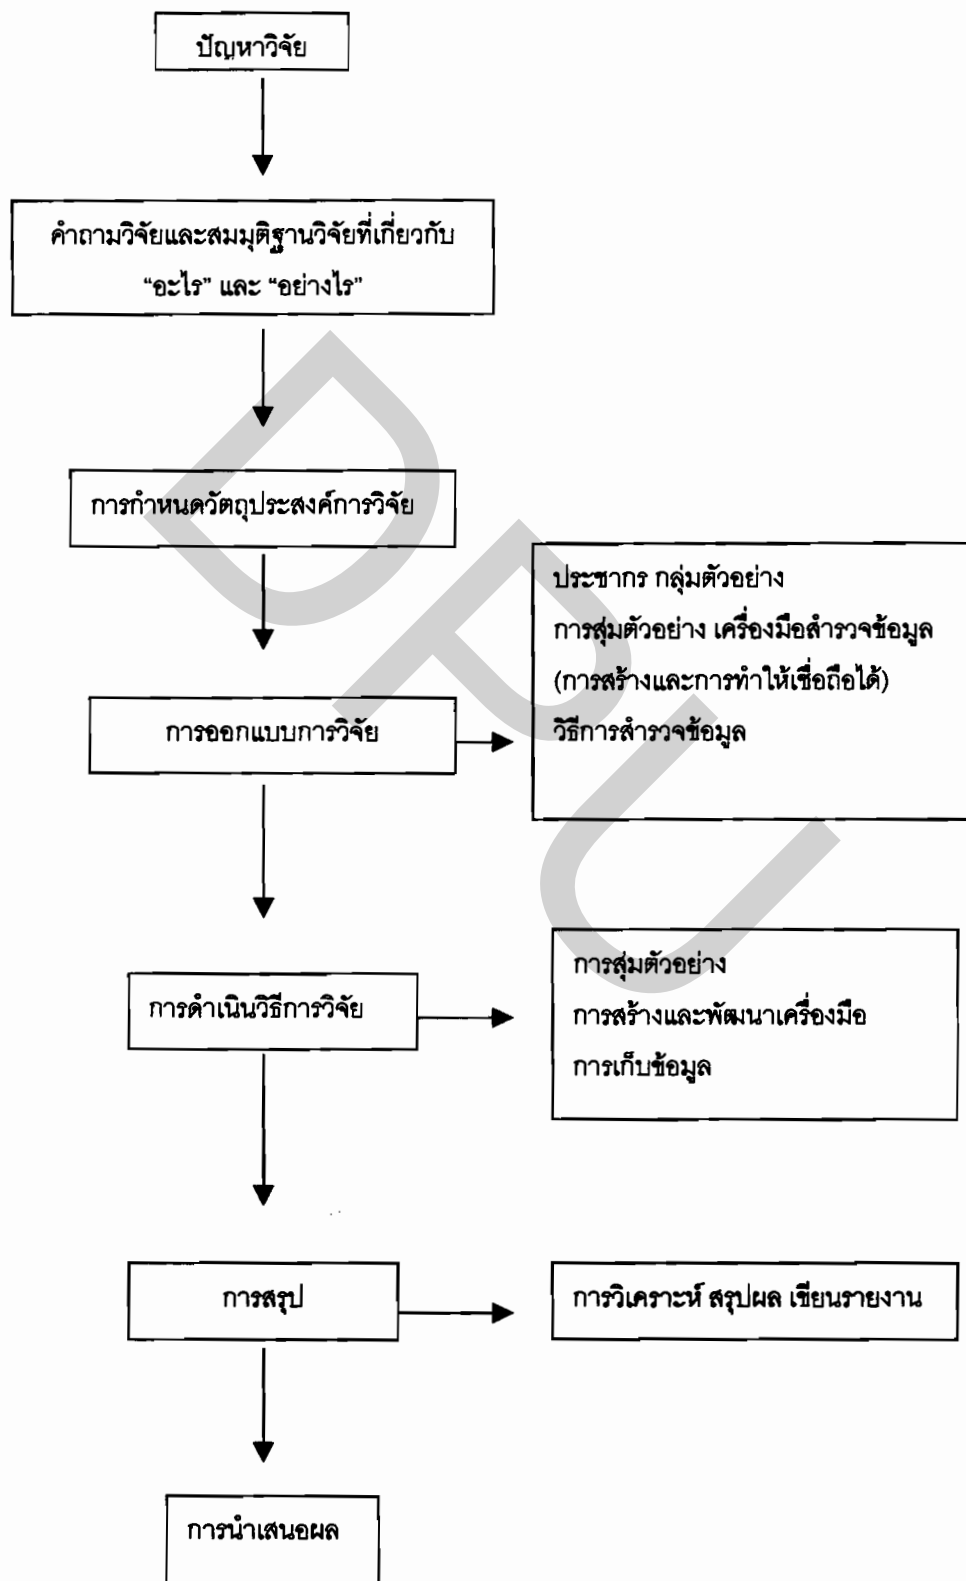 ปัญหาวิจัย
คำถามวิจัยและสมมุติฐานวิจัยที่เกี่ยวกับ
“อะไร” และ “อย่างไร”
การกำหนดวัตถุประสงค์การวิจัย
การออกแบบการวิจัย
ประชากร กลุ่มตัวอย่าง
การสุ่มตัวอย่าง เครื่องมือสำรวจข้อมูล
(การสร้างและการทำให้เชื่อถือได้)
วิธีการสำรวจข้อมูล
การดำเนินวิธีการวิจัย
การสุ่มตัวอย่าง
การสร้างและพัฒนาเครื่องมือ
การเก็บข้อมูล
การสรุป
การวิเคราะห์ สรุปผล เขียนรายงาน
การนำเสนอผล
DPU